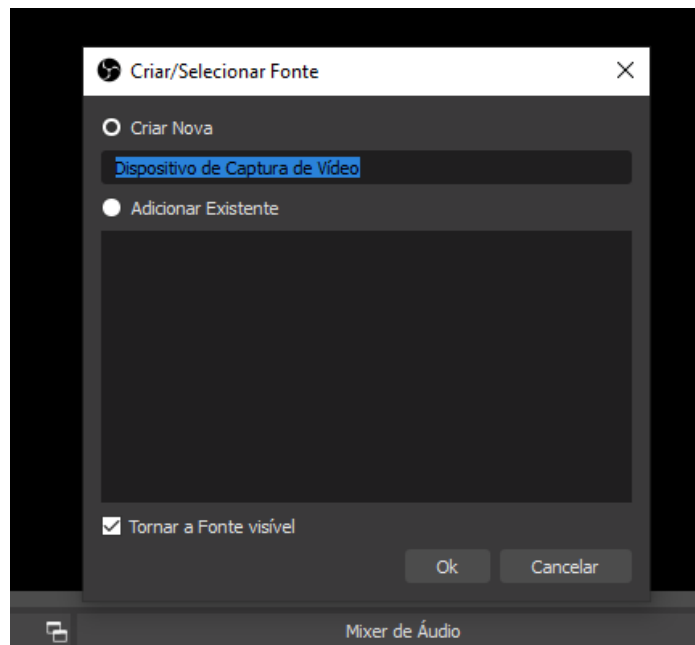 Criar/Selecionar Fonte
Criar Nova
Dispositivo de Captura de Vídeo
Adicionar Existente
Tornar a Fonte visível
Ok Cancelar
Mixer de Áudio